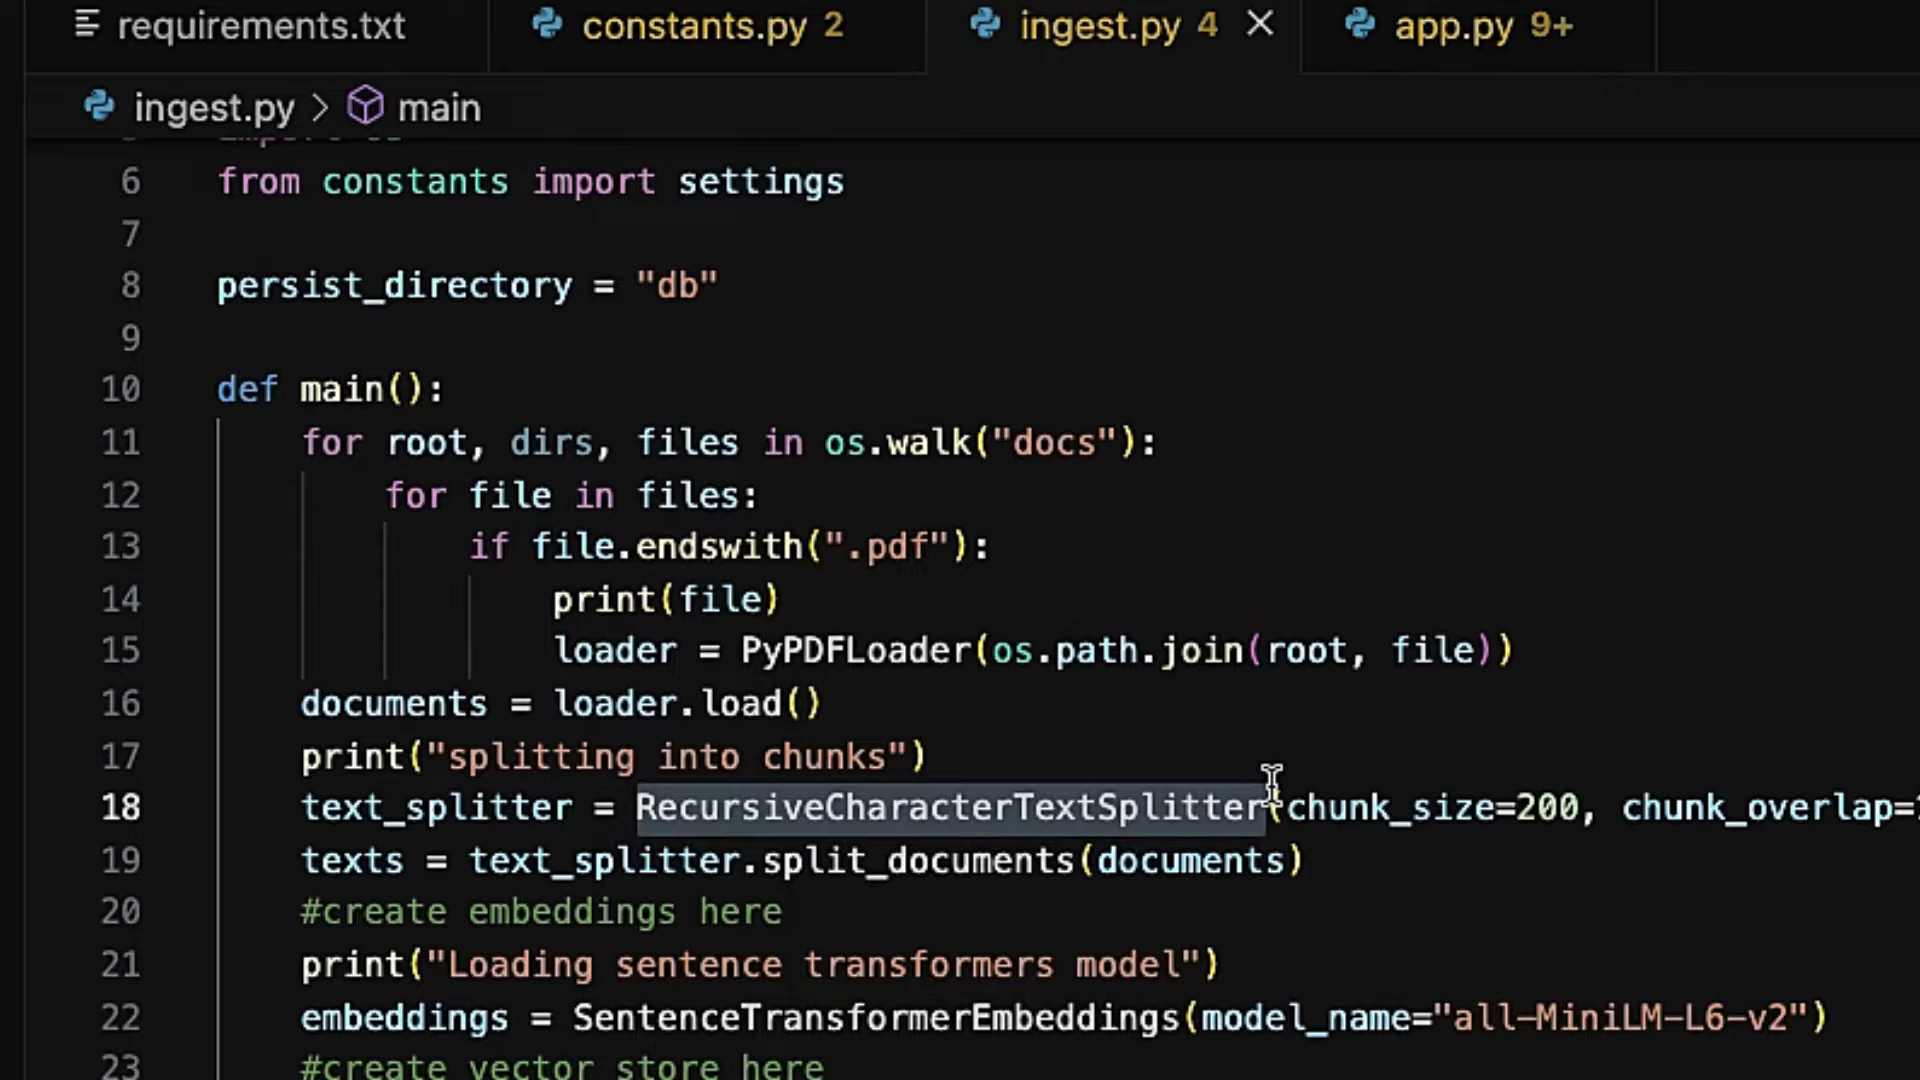 requirements.txt constants.py 2 ingest.py 4 app.py 9+
ingest.py > main
6 from constants import settings
7
8 persist_directory = "db"
9
10 def main():
11 for root, dirs, files in os.walk("docs"):
12 for file in files:
13 if file.endswith(".pdf"):
14 print(file)
15 loader = PyPDFLoader(os.path.join(root, file))
16 documents = loader.load()
17 print("splitting into chunks")
18 text_splitter = RecursiveCharacterTextSplitter(chunk_size=200, chunk_overlap=
19 texts = text_splitter.split_documents(documents)
20 #create embeddings here
21 print("Loading sentence transformers model")
22 embeddings = SentenceTransformerEmbeddings(model_name="all-MiniLM-L6-v2")
23 #create vector store here